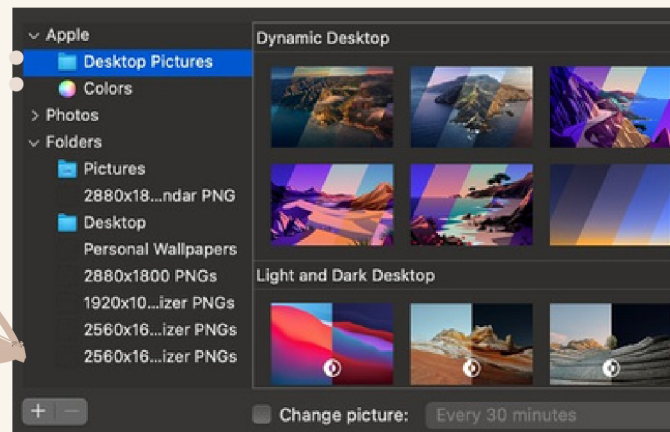 Apple
Desktop Pictures
Colors
Photos
Folders
Pictures
2880x18...ndar PNG
Desktop
Personal Wallpapers
2880x1800 PNGs
1920x10...izer PNGs
2560x16...izer PNGs
2560x16...izer PNGs
Dynamic Desktop
Light and Dark Desktop
Change picture:
Every 30 minutes